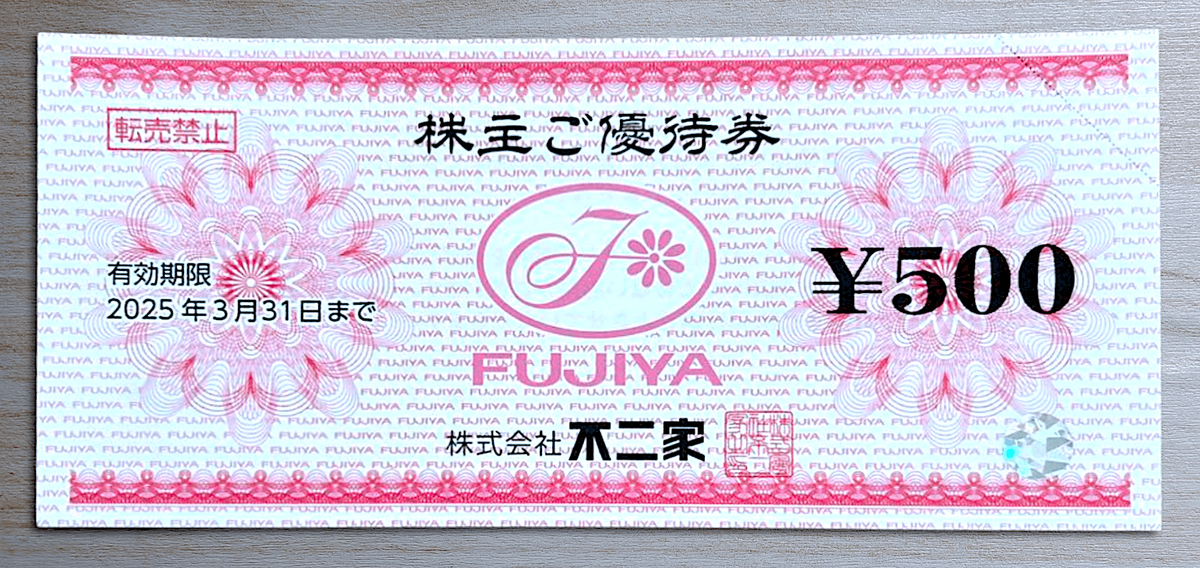 転売禁止
株主ご優待券
有効期限
2025年3月31日まで
¥500
FUJIYA
株式会社 不二家